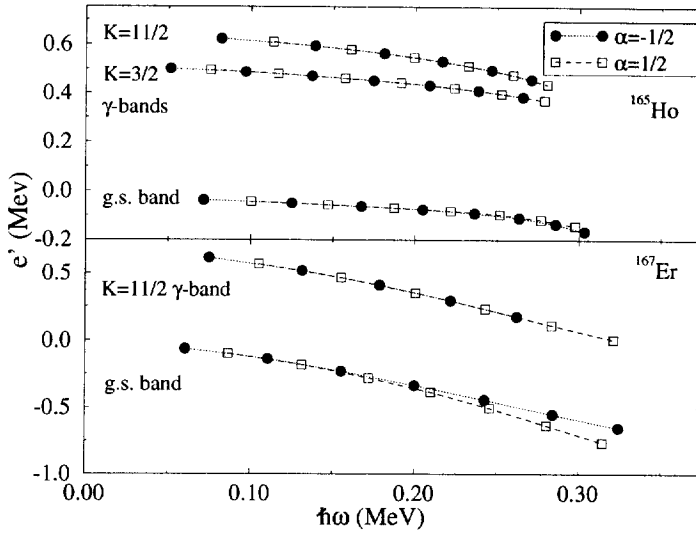 0.6
0.4
0.0
-0.2
0.5
0.0
-0.5
-1.0
e' (Mev)
K=11/2
K=3/2
γ-bands
g.s. band
α=-1/2
α=1/2
¹⁶⁵Ho
¹⁶⁷Er
K=11/2 γ-band
g.s. band
0.00 0.10 0.20 0.30
ħω (MeV)